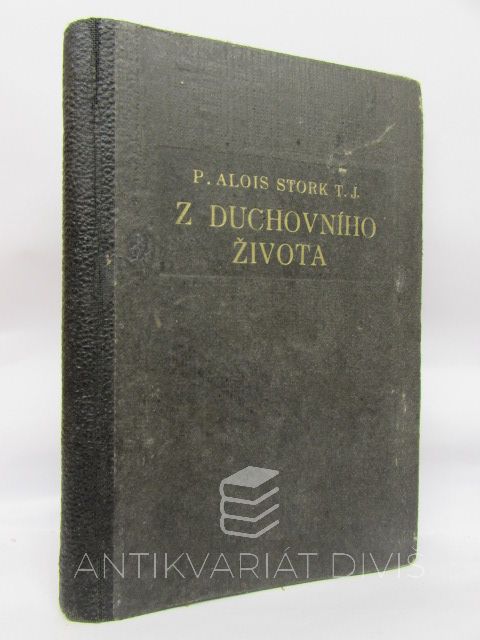 P. ALOIS STORK T. J.
Z DUCHOVNÍHO
ŽIVOTA
ANTIKVARIÁT DIVIŠ